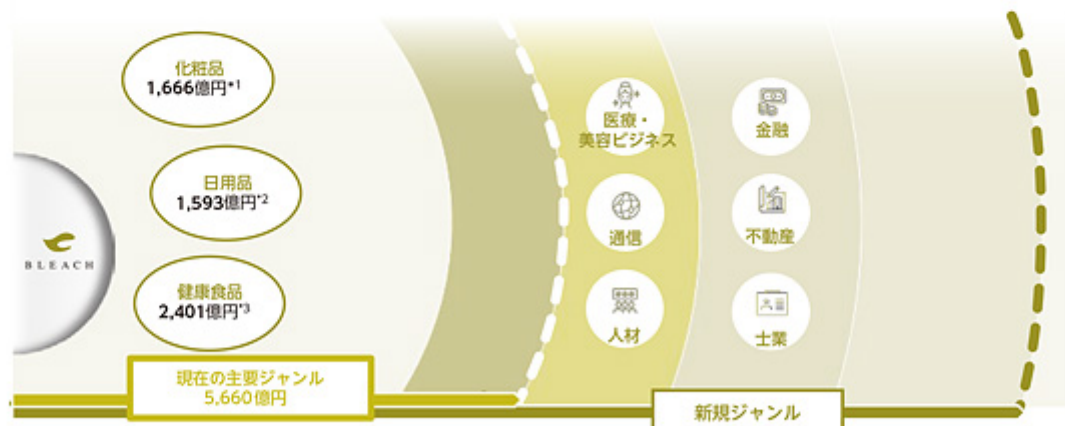 化粧品
1,666億円*1
日用品
1,593億円*2
健康食品
2,401億円*3
BLEACH
現在の主要ジャンル
5,660億円
医療・
美容ビジネス
通信
人材
金融
不動産
士業
新規ジャンル